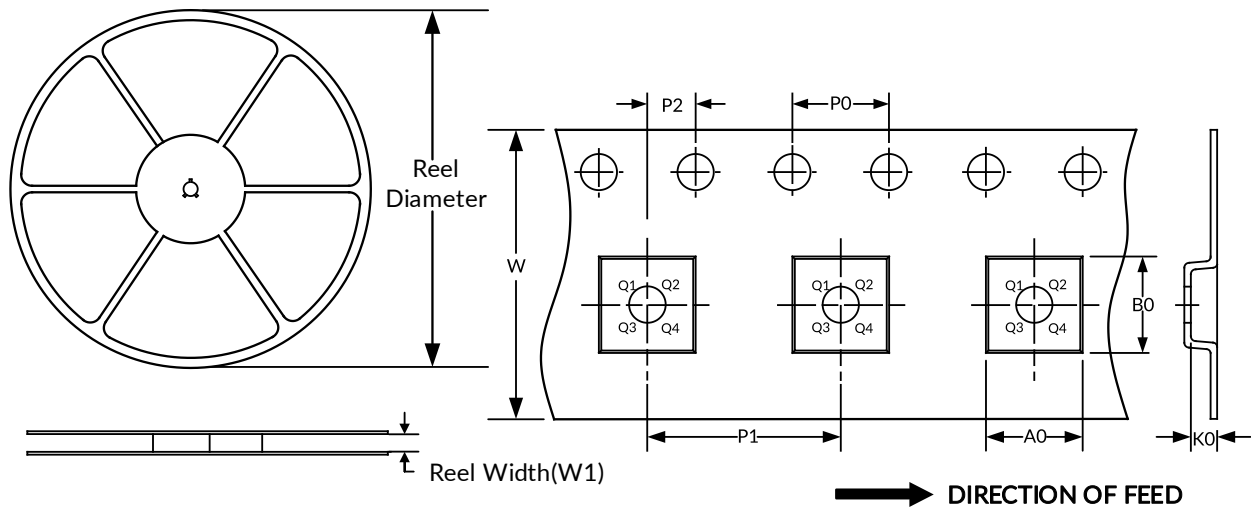 P2
P0
Reel
Diameter
W
Q1 Q2
Q3 Q4
Q1 Q2
Q3 Q4
Q1 Q2
Q3 Q4
B0
P1
A0
K0
Reel Width(W1)
DIRECTION OF FEED